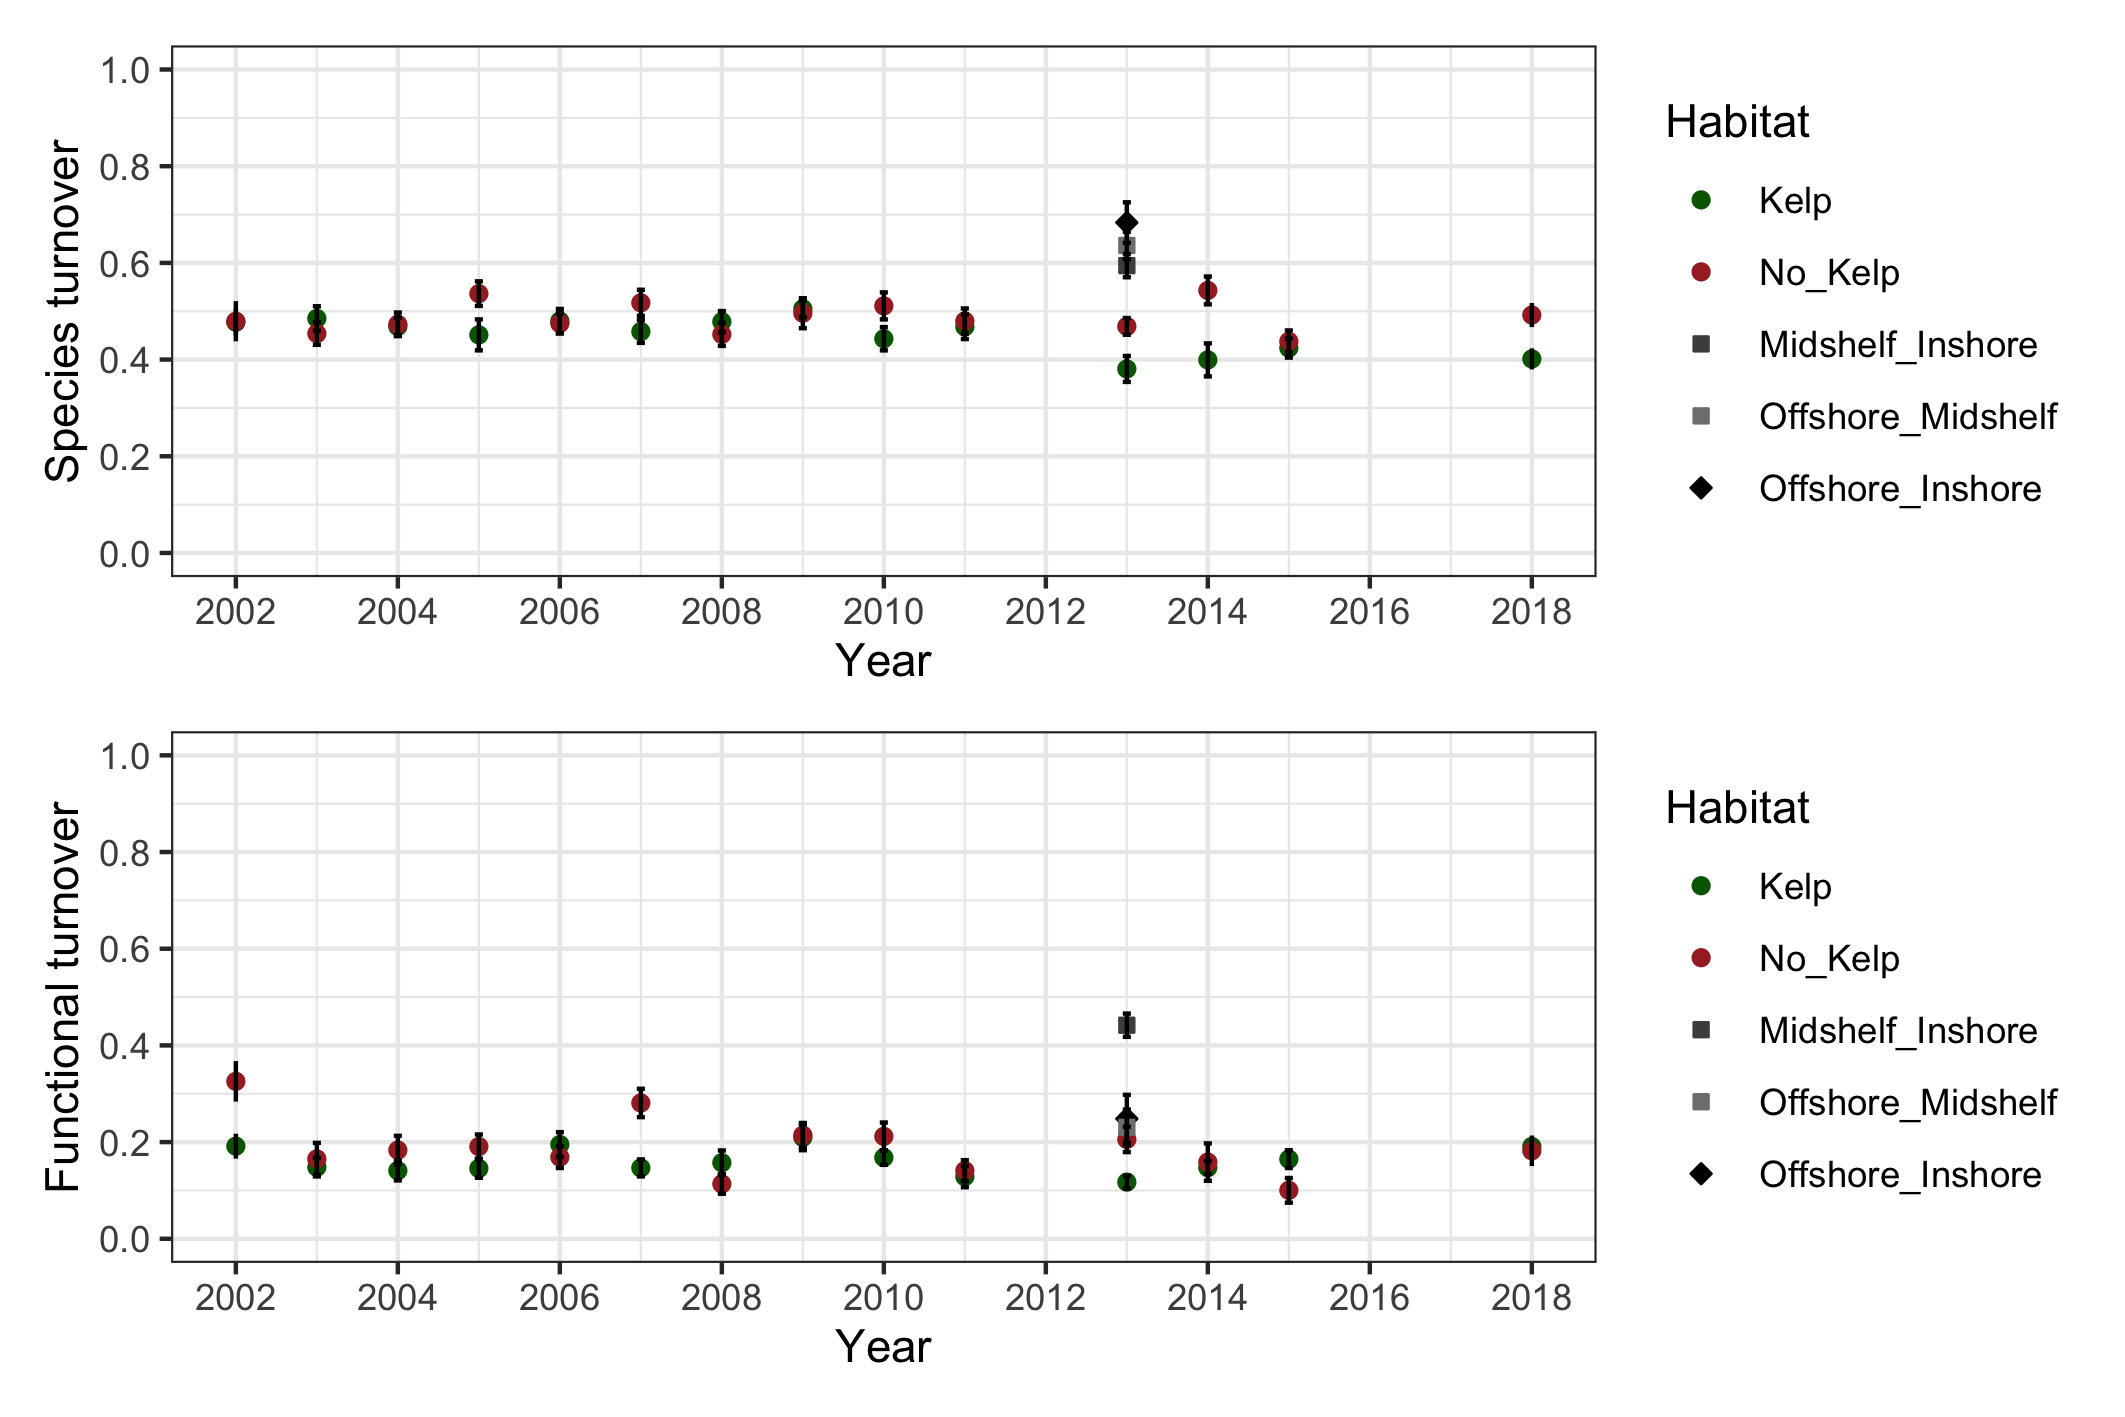 1.0
0.8
0.6
0.4
0.2
0.0
Species turnover
2002 2004 2006 2008 2010 2012 2014 2016 2018
Year
Habitat
Kelp
No_Kelp
Midshelf_Inshore
Offshore_Midshelf
Offshore_Inshore
1.0
0.8
0.6
0.4
0.2
0.0
Functional turnover
2002 2004 2006 2008 2010 2012 2014 2016 2018
Year
Habitat
Kelp
No_Kelp
Midshelf_Inshore
Offshore_Midshelf
Offshore_Inshore